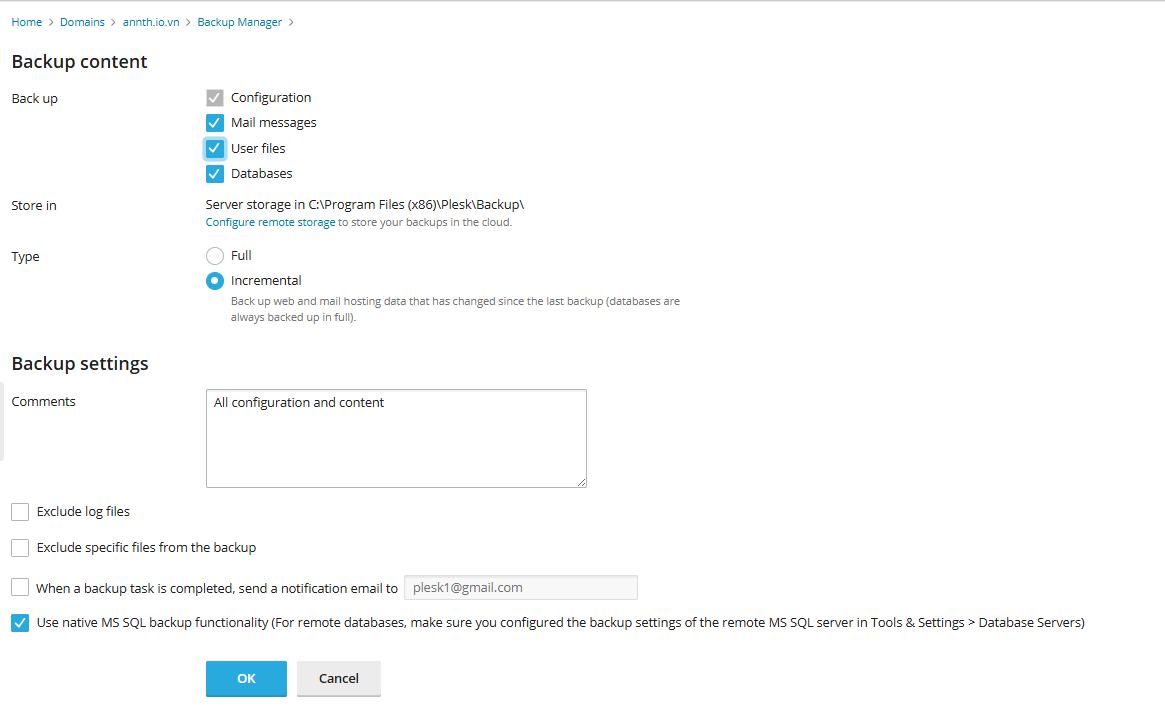 Home > Domains > annth.io.vn > Backup Manager >
Backup content
Back up
Configuration
Mail messages
User files
Databases
Store in
Server storage in C:\Program Files (x86)\Plesk\Backup\
Configure remote storage to store your backups in the cloud.
Type
Full
Incremental
Back up web and mail hosting data that has changed since the last backup (databases are
always backed up in full).
Backup settings
Comments
All configuration and content
Exclude log files
Exclude specific files from the backup
When a backup task is completed, send a notification email to plesk1@gmail.com
Use native MS SQL backup functionality (For remote databases, make sure you configured the backup settings of the remote MS SQL server in Tools & Settings > Database Servers)
OK Cancel